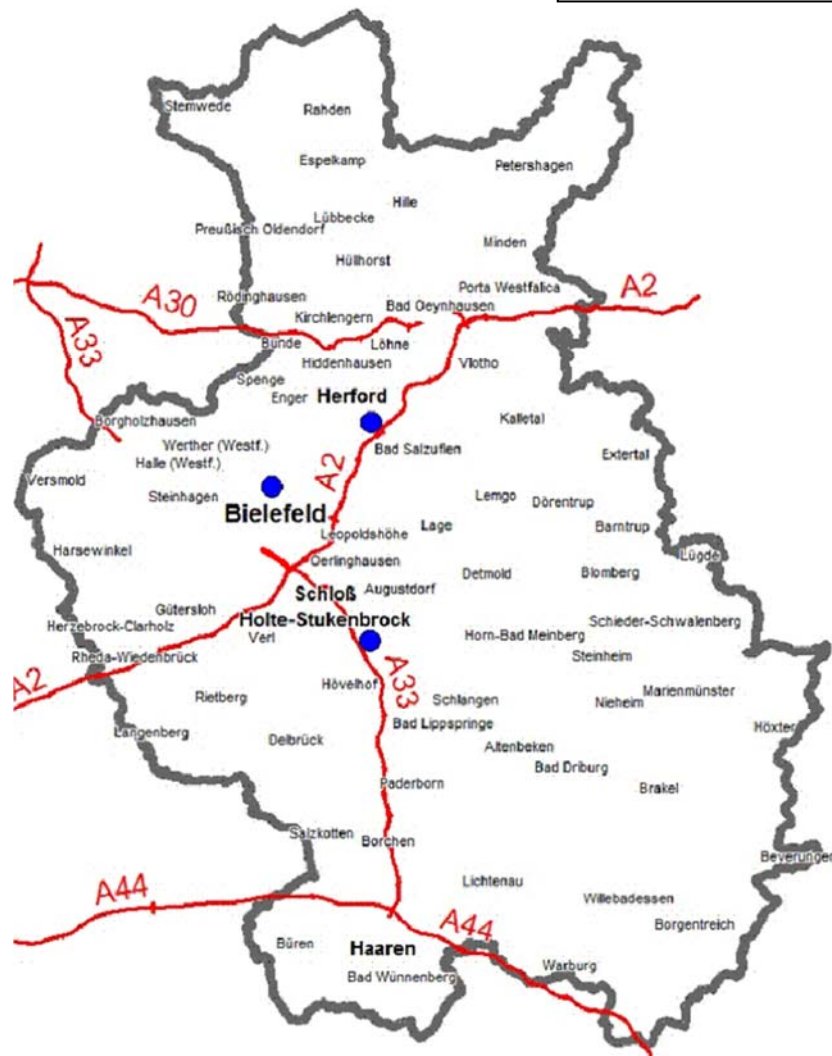 Stemwede
Rahden
Espelkamp
Petershagen
Hille
Lübbecke
Preußisch Oldendorf
Minden
Hüllhorst
Porta Westfalica
Rödinghausen
A30
Bad Oeynhausen
A2
Kirchlengern
A33
Bünde
Löhne
Hiddenhausen
Vlotho
Spenge
Enger
Herford
Borgholzhausen
Kalletal
Werther (Westf.)
Bad Salzuflen
Extertal
Halle (Westf.)
A2
Versmold
Steinhagen
Lemgo
Dörentrup
Bielefeld
Lage
Barntrup
Leopoldshöhe
Harsewinkel
Lügde
Oerlinghausen
Detmold
Blomberg
Augustdorf
Schloß
Holte-Stukenbrock
Gütersloh
Herzebrock-Clarholz
Verl
Horn-Bad Meinberg
Schieder-Schwalenberg
Rheda-Wiedenbrück
Steinheim
A2
A33
Hövelhof
Rietberg
Schlangen
Nieheim
Marienmünster
Langenberg
Bad Lippspringe
Höxter
Delbrück
Altenbeken
Bad Driburg
Paderborn
Brakel
Salzkotten
Borchen
Beverungen
A44
Lichtenau
Willebadessen
Borgentreich
A44
Büren
Haaren
Warburg
Bad Wünnenberg